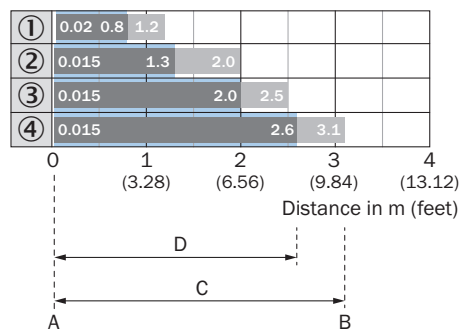 ① 0.02 0.8 1.2
② 0.015 1.3 2.0
③ 0.015 2.0 2.5
④ 0.015 2.6 3.1
0 1 2 3 4
(3.28) (6.56) (9.84) (13.12)
Distance in m (feet)
D
C
A B